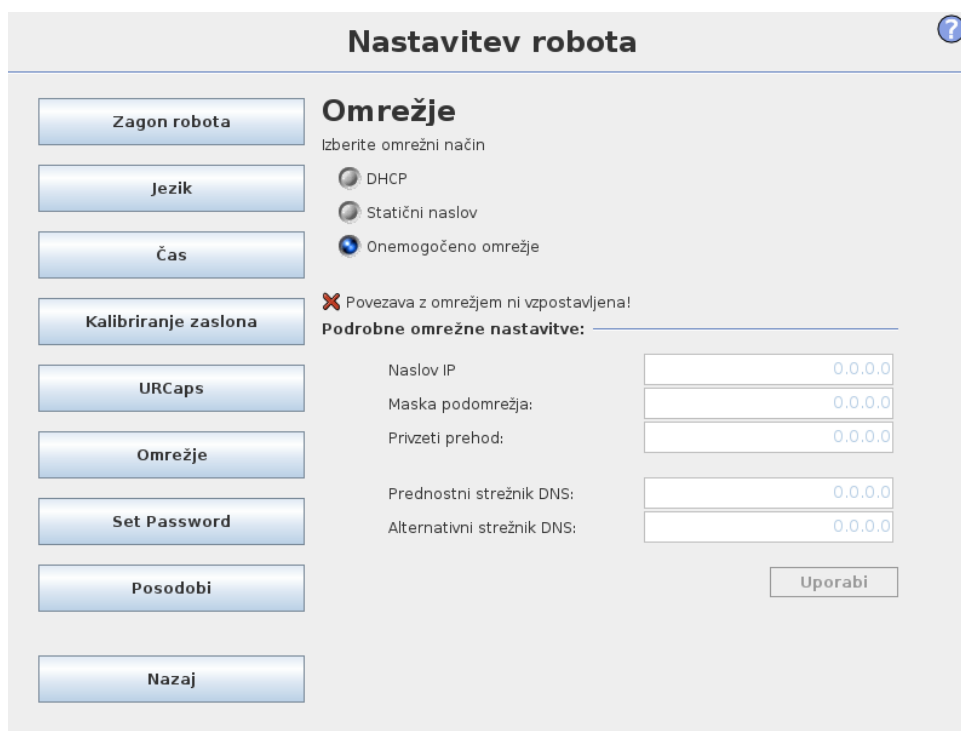 Nastavitev robota
?
Zagon robota
Jezik
Čas
Kalibriranje zaslona
URCaps
Omrežje
Set Password
Posodobi
Nazaj
Omrežje
Izberite omrežni način
DHCP
Statični naslov
Onemogočeno omrežje
Povezava z omrežjem ni vzpostavljena!
Podrobne omrežne nastavitve:
Naslov IP 0.0.0.0
Maska podomrežja: 0.0.0.0
Privzeti prehod: 0.0.0.0
Prednostni strežnik DNS: 0.0.0.0
Alternativni strežnik DNS: 0.0.0.0
Uporabi